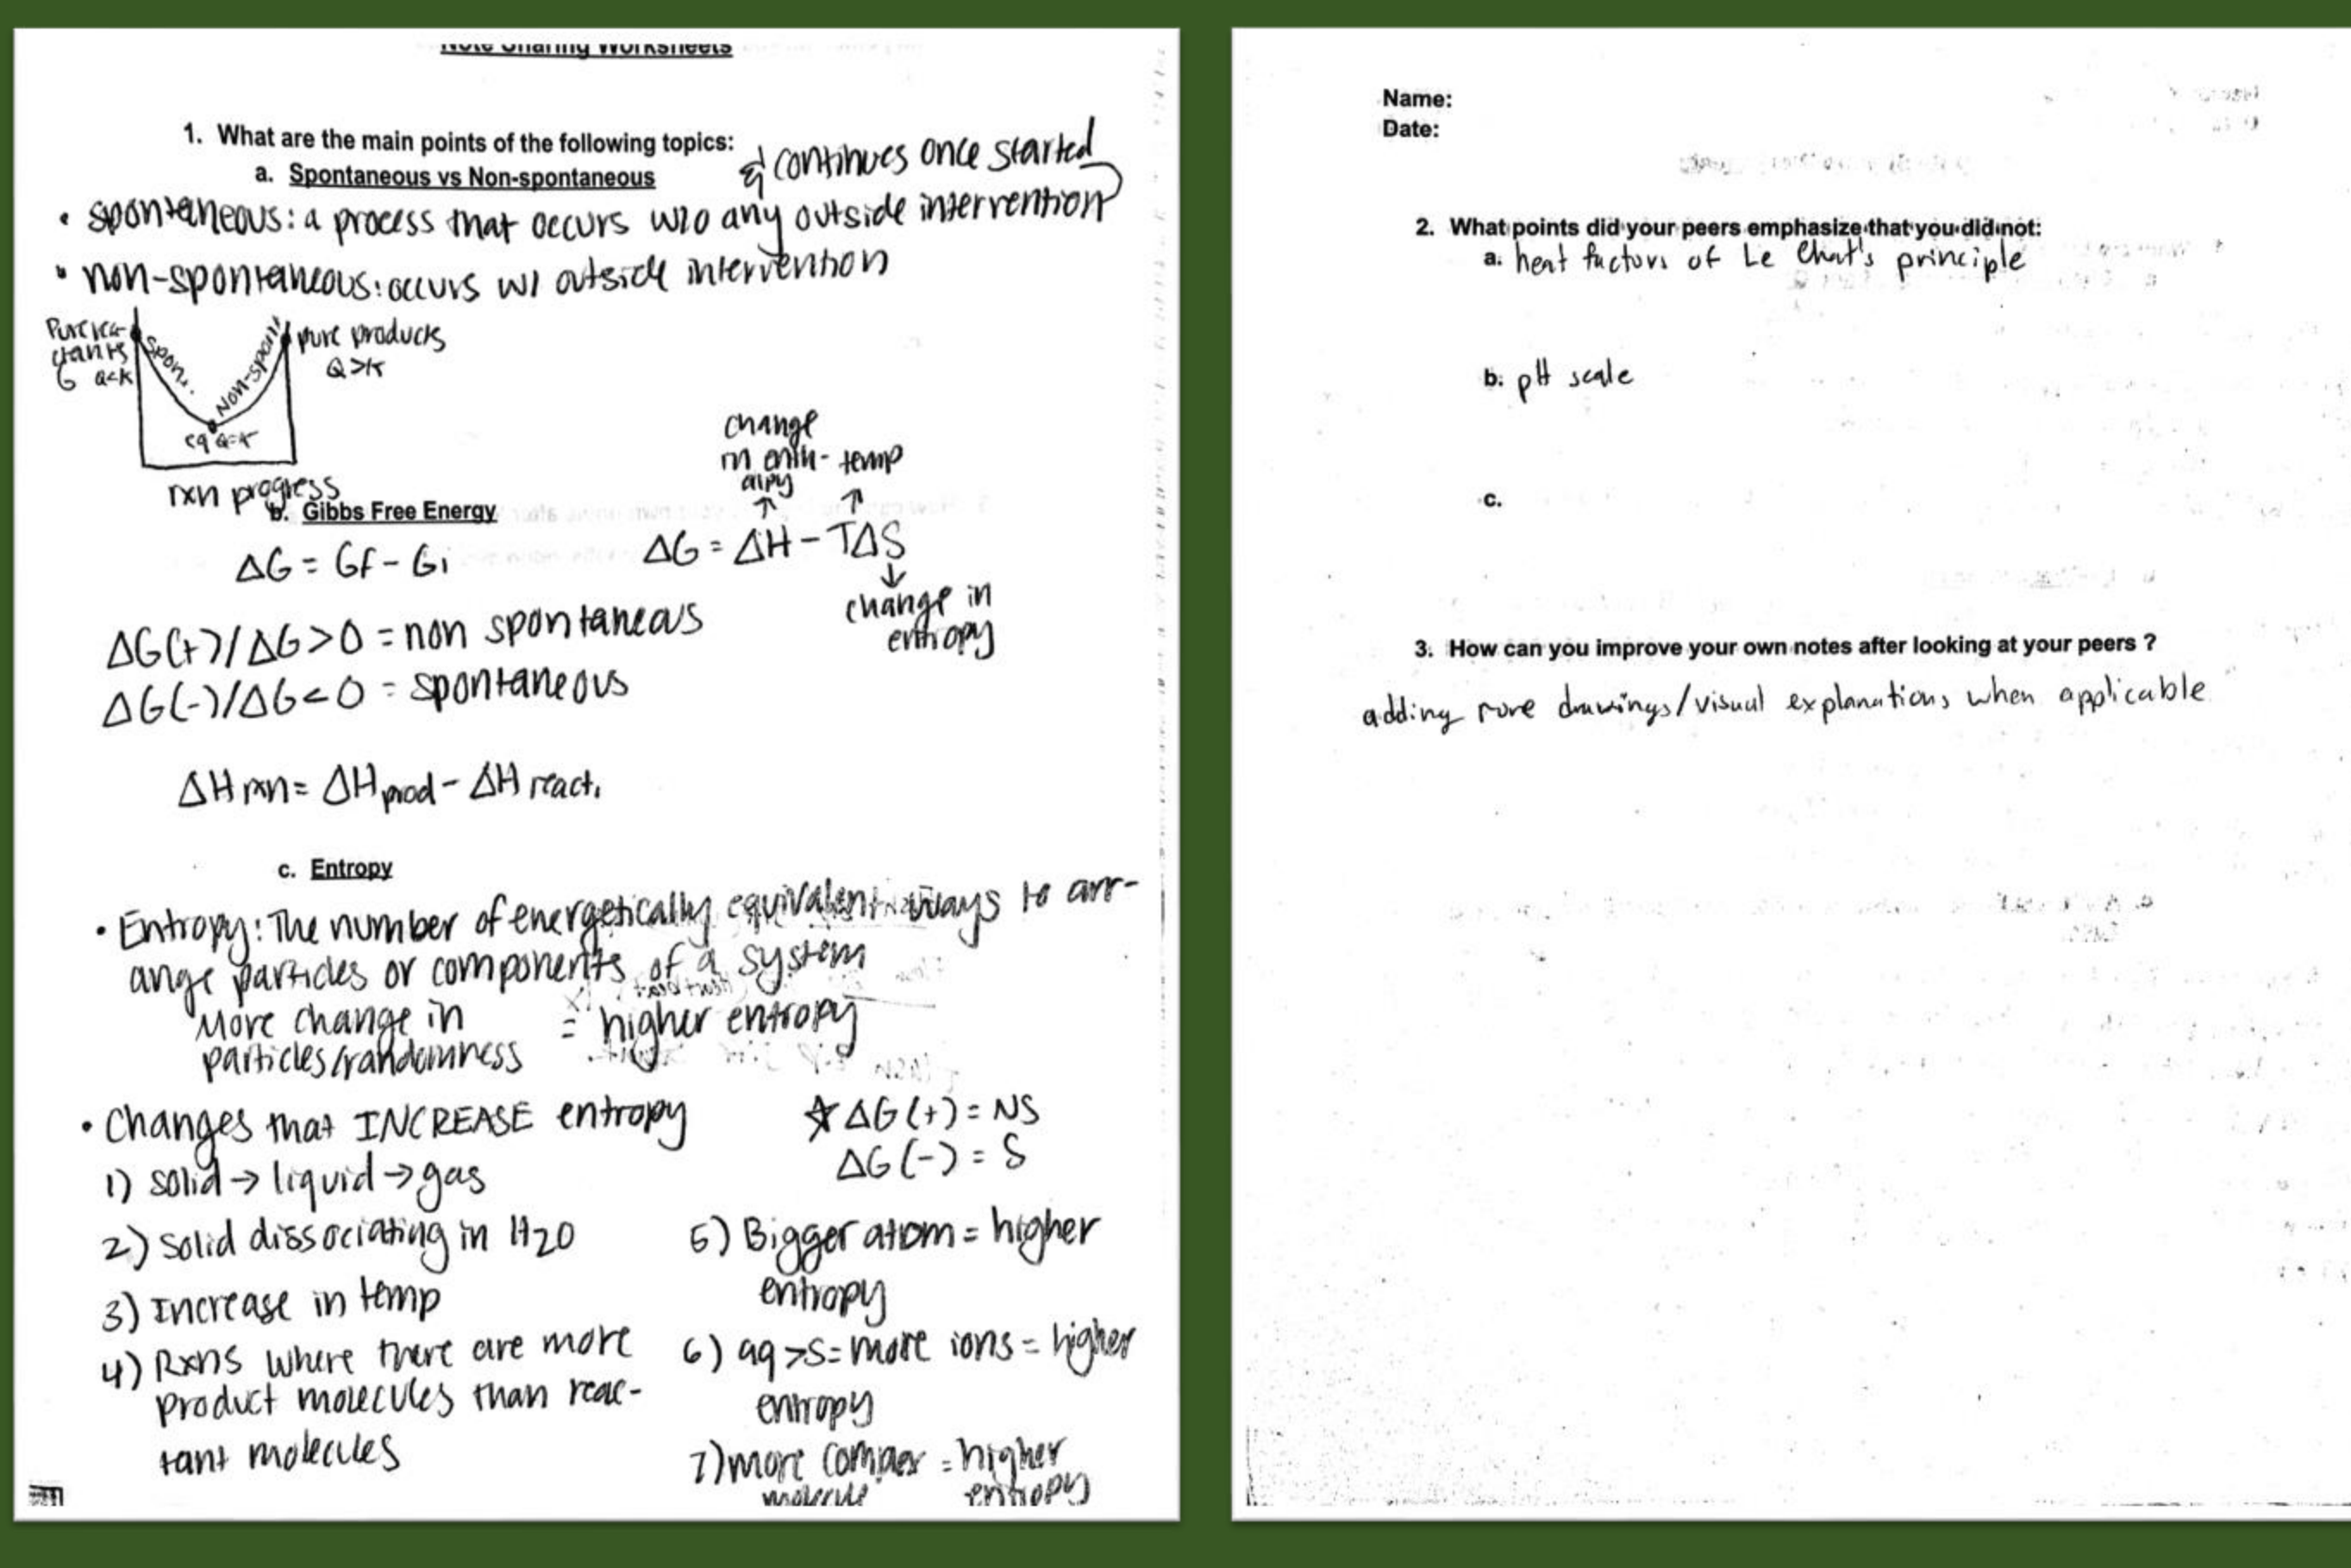 Note Sharing Worksheets
1. What are the main points of the following topics:
a. Spontaneous vs Non-spontaneous
& continues once started
• spontaneous: a process that occurs w/o any outside intervention
• non-spontaneous: occurs w/ outside intervention
Pure rea-
ctants
G Q<K
spon.
Non-spon
pure products
Q>K
eq Q=K
rxn progress
b. Gibbs Free Energy
change
in enth- temp
alpy
↑ ↑
ΔG = Gf - Gi
ΔG = ΔH - TΔS
↓
change in
entropy
ΔG(+)/ΔG>0 = non spontaneous
ΔG(-)/ΔG<0 = spontaneous
ΔH rxn = ΔH prod - ΔH react.
c. Entropy
• Entropy: The number of energetically equivalent ways to arr-
ange particles or components of a system
More change in
particles/randomness = higher entropy
• Changes that INCREASE entropy
☆ ΔG (+) = NS
ΔG (-) = S
1) solid → liquid → gas
2) Solid dissociating in H2O
3) Increase in temp
4) Rxns where there are more
product molecules than reac-
tant molecules
5) Bigger atom = higher
entropy
6) aq > s = more ions = higher
entropy
7) more = higher
molecule entropy
Name:
Date:
2. What points did your peers emphasize that you did not:
a. heat factors of Le Chat's principle
b. pH scale
c.
3. How can you improve your own notes after looking at your peers ?
adding more drawings/visual explanations when applicable